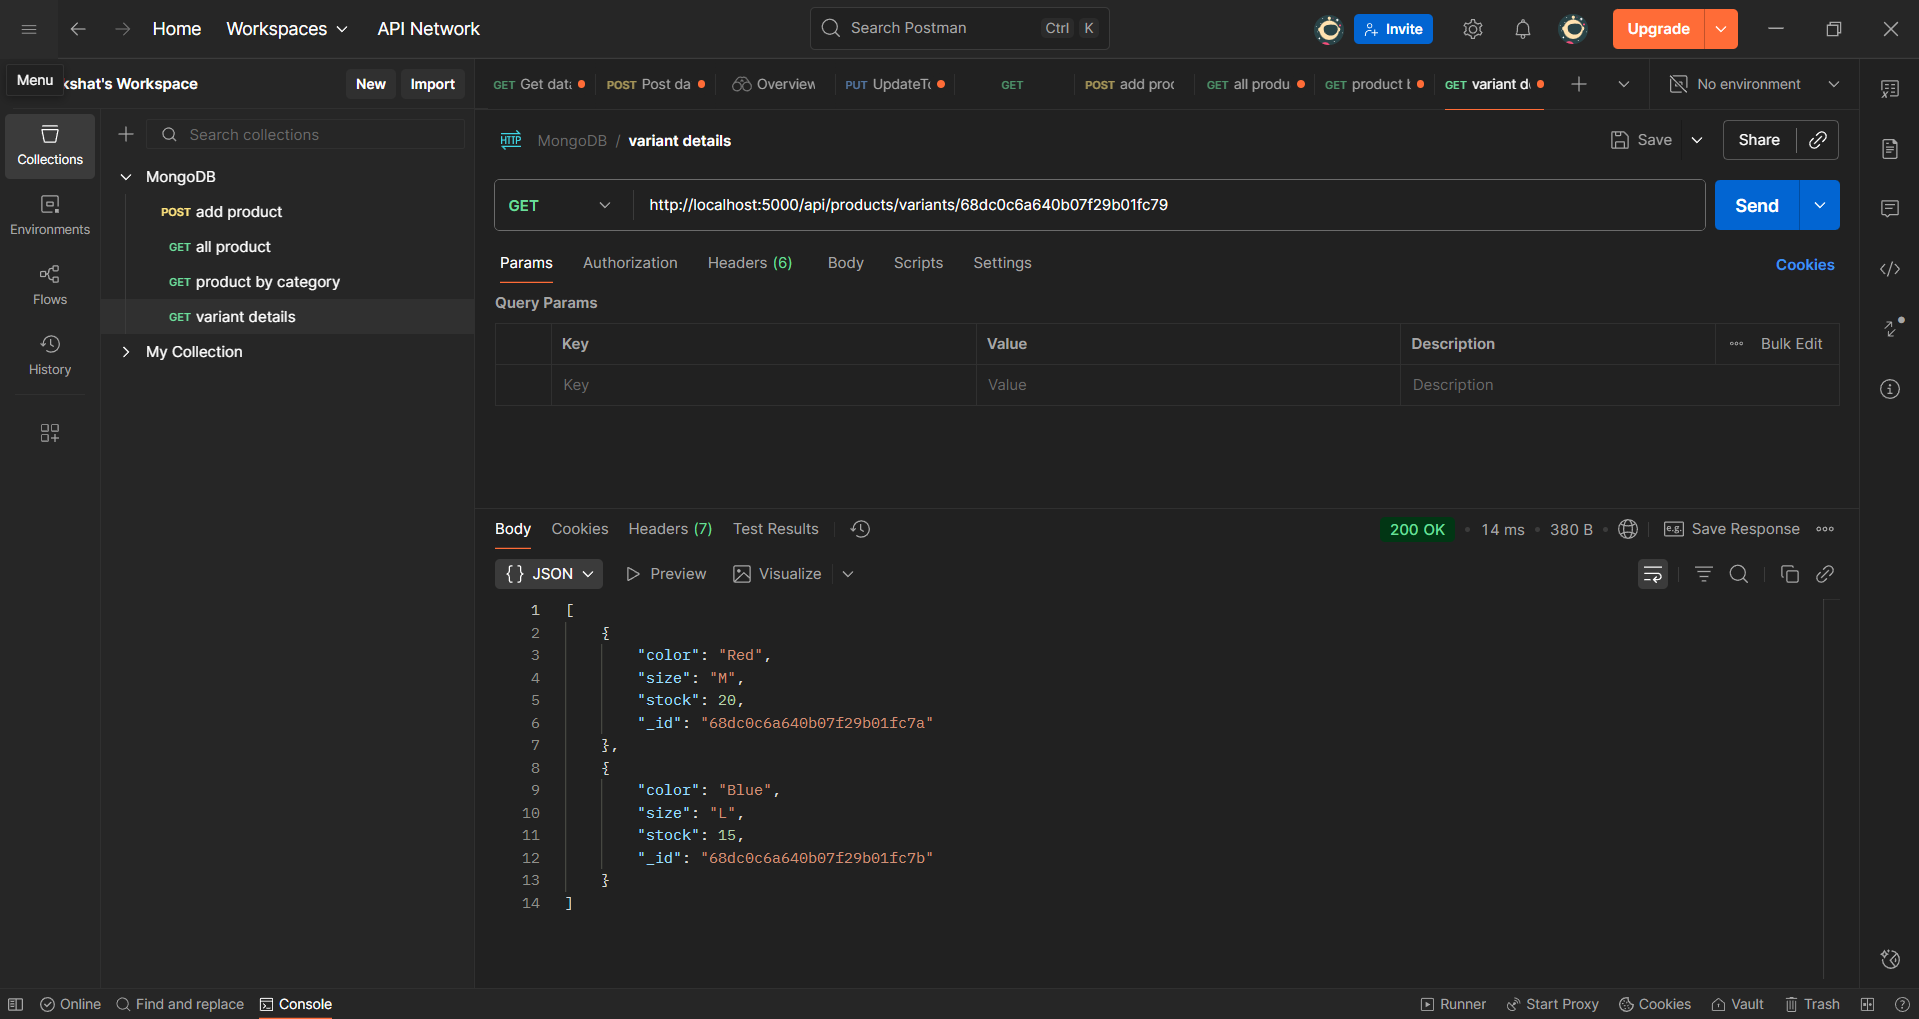 Home Workspaces API Network Search Postman Ctrl K Invite Upgrade
Menu kshat's Workspace New Import
GET Get dat POST Post da Overview PUT UpdateT GET POST add proc GET all produ GET product GET variant d No environment
Collections
Environments
Flows
History
Search collections
MongoDB
POST add product
GET all product
GET product by category
GET variant details
My Collection
HTTP MongoDB / variant details Save Share
GET http://localhost:5000/api/products/variants/68dc0c6a640b07f29b01fc79 Send
Params Authorization Headers (6) Body Scripts Settings Cookies
Query Params
Key Value Description Bulk Edit
Key Value Description
Body Cookies Headers (7) Test Results 200 OK 14 ms 380 B e.g. Save Response
{} JSON Preview Visualize
1 [
2 {
3 "color": "Red",
4 "size": "M",
5 "stock": 20,
6 "_id": "68dc0c6a640b07f29b01fc7a"
7 },
8 {
9 "color": "Blue",
10 "size": "L",
11 "stock": 15,
12 "_id": "68dc0c6a640b07f29b01fc7b"
13 }
14 ]
Online Find and replace Console Runner Start Proxy Cookies Vault Trash